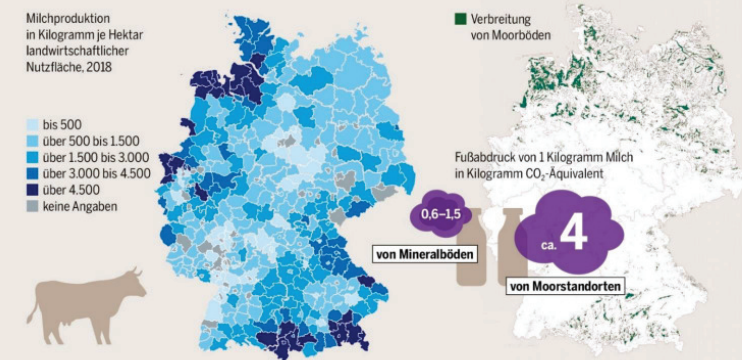 Milchproduktion
in Kilogramm je Hektar
landwirtschaftlicher
Nutzfläche, 2018
bis 500
über 500 bis 1.500
über 1.500 bis 3.000
über 3.000 bis 4.500
über 4.500
keine Angaben
Verbreitung
von Moorböden
Fußabdruck von 1 Kilogramm Milch
in Kilogramm CO₂-Äquivalent
0,6–1,5
ca. 4
von Mineralböden
von Moorstandorten